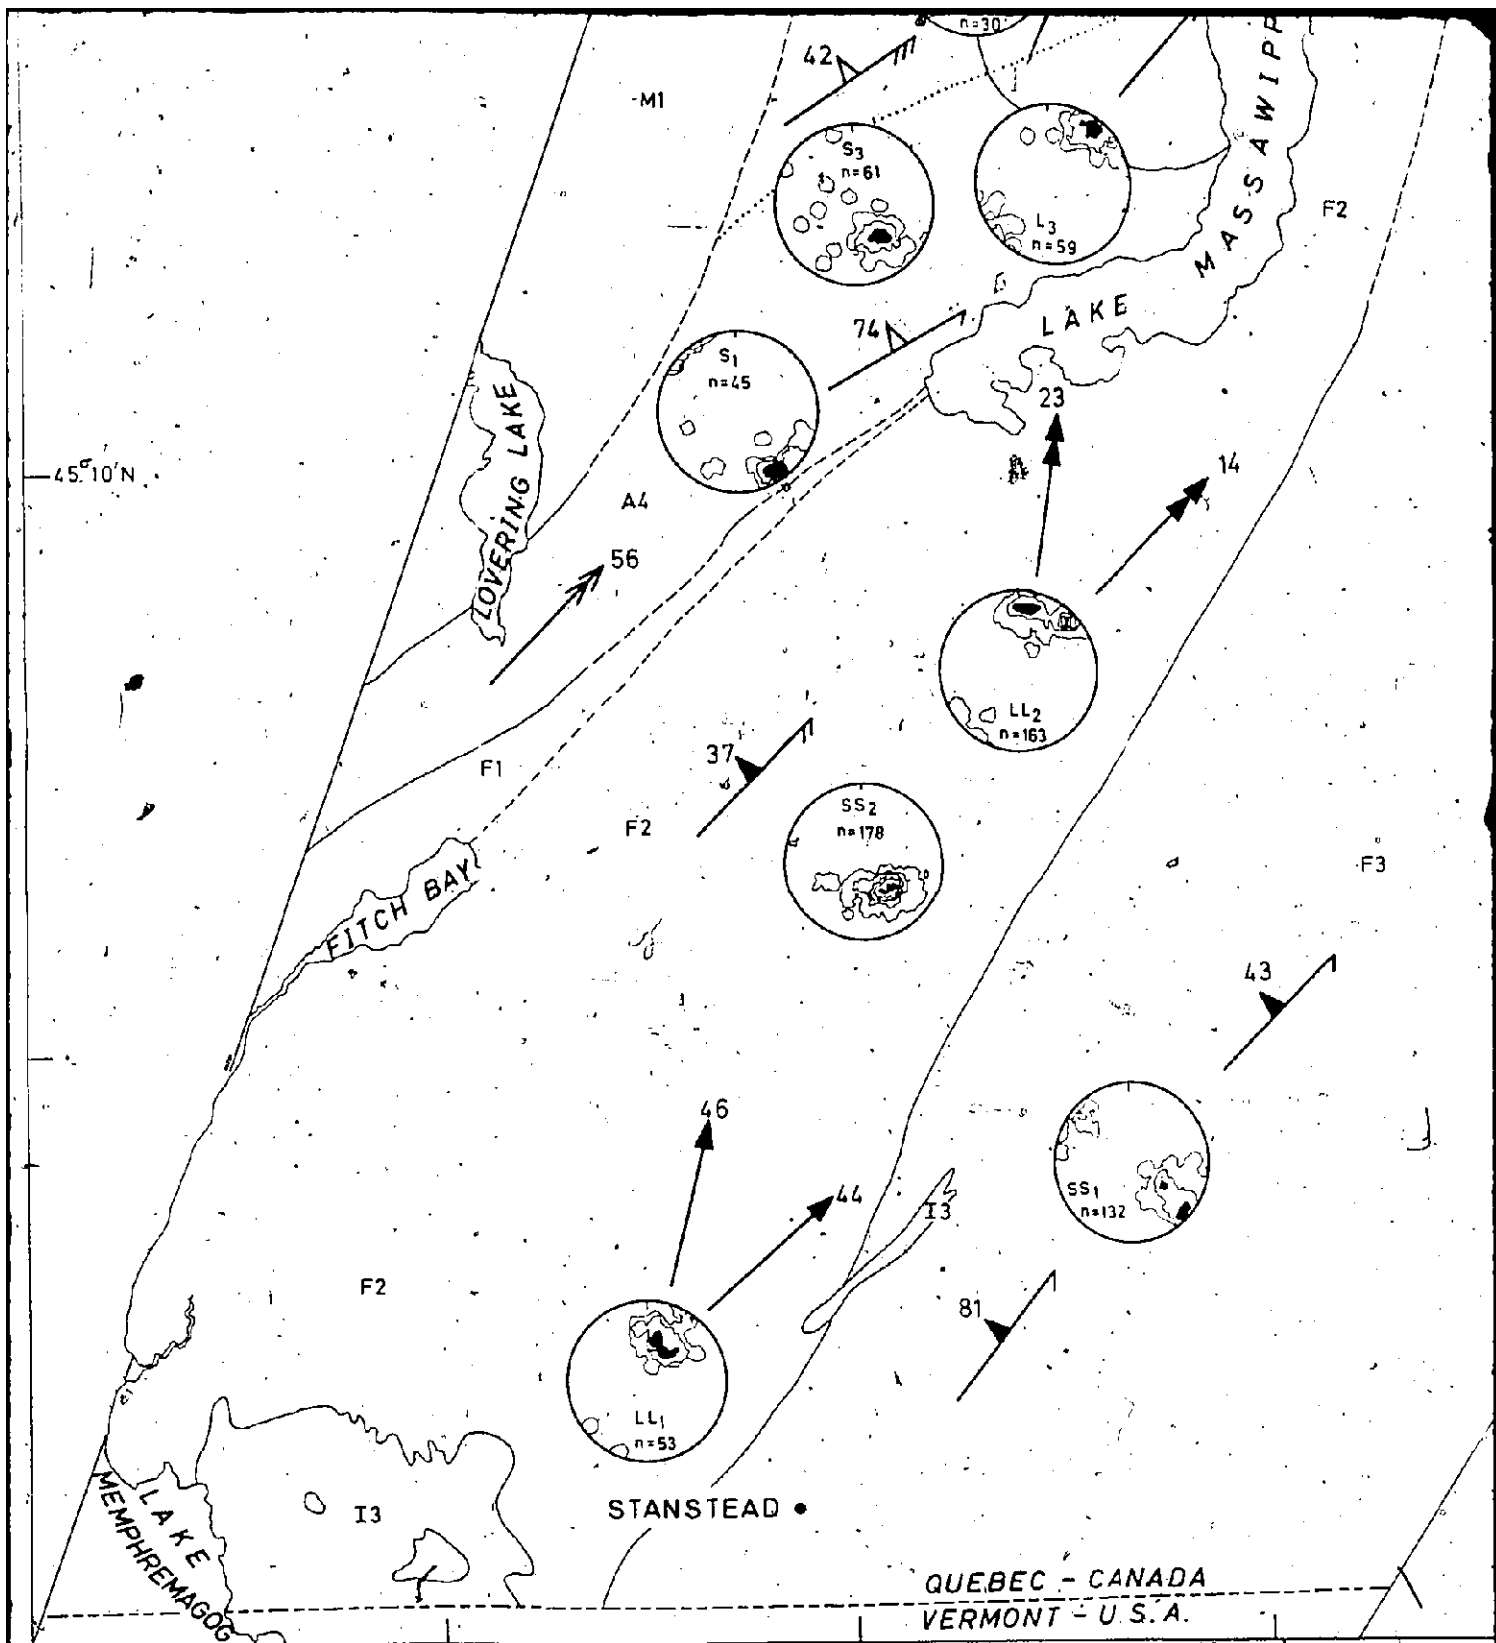 n=30
42
M1
S3
n=61
L3
n=59
F2
LAKE MASSAWIPP
74
S1
n=45
23
45°10'N
14
LOVERING LAKE
A4
56
LL2
n=163
37
F1
SS2
n=178
F2
F3
FITCH BAY
43
46
SS1
n=132
44
I3
F2
81
LL1
n=53
STANSTEAD
I3
LAKE
MEMPHREMAGOG
QUEBEC - CANADA
VERMONT - U.S.A.